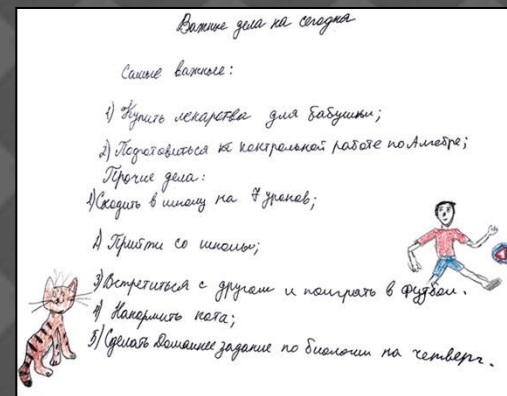 Важные дела на сегодня
Самые важные:
1) Купить лекарства для бабушки;
2) Подготовиться к контрольной работе по Алгебре;
Прочие дела:
1) Сходить в школу на 7 уроков;
2) Прийти со школы;
3) Встретиться с другом и поиграть в футбол.
4) Накормить кота;
5) Сделать Домашнее задание по биологии на четверг.